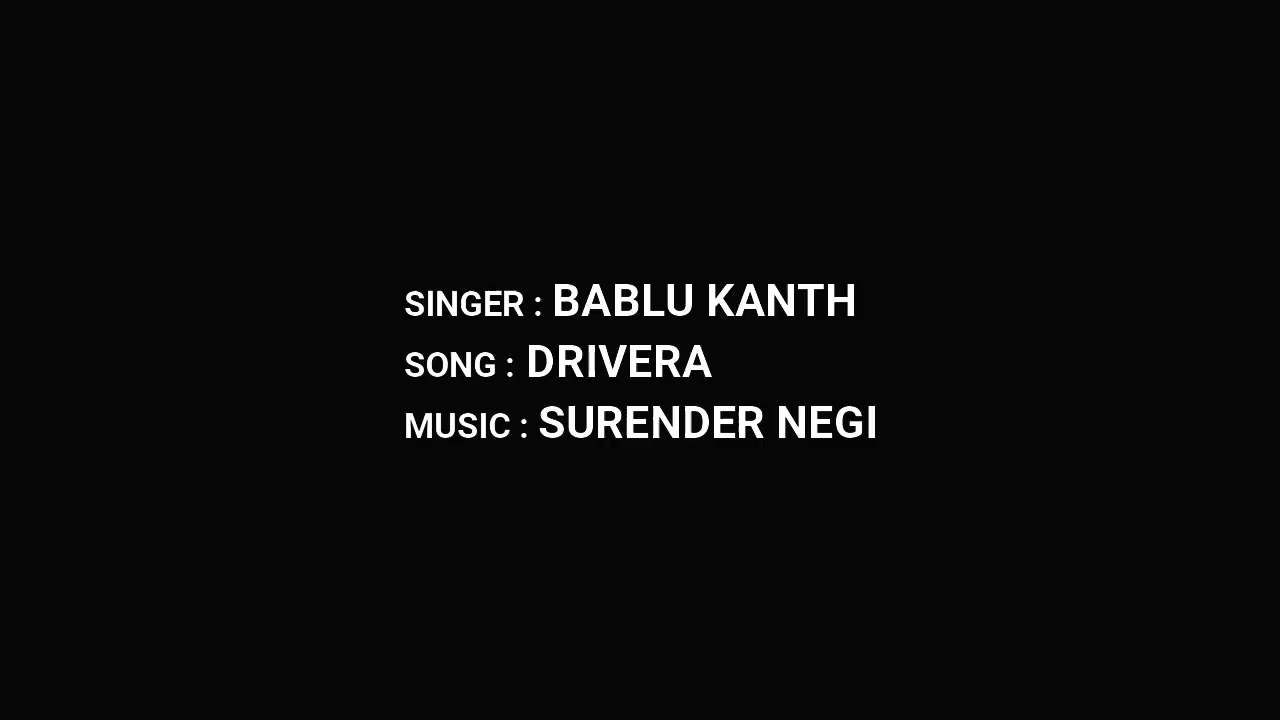 SINGER : BABLU KANTH
SONG : DRIVERA
MUSIC : SURENDER NEGI